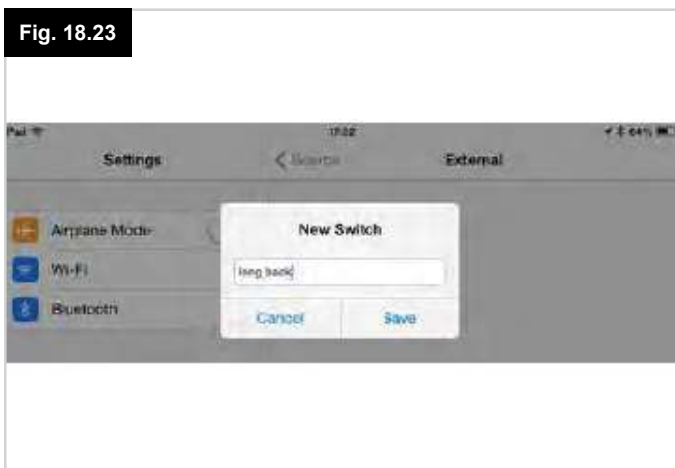 Fig. 18.23
iPad 17:02 64%
Settings
< Source
External
Airplane Mode
Wi-Fi
Bluetooth
New Switch
long back
Cancel Save